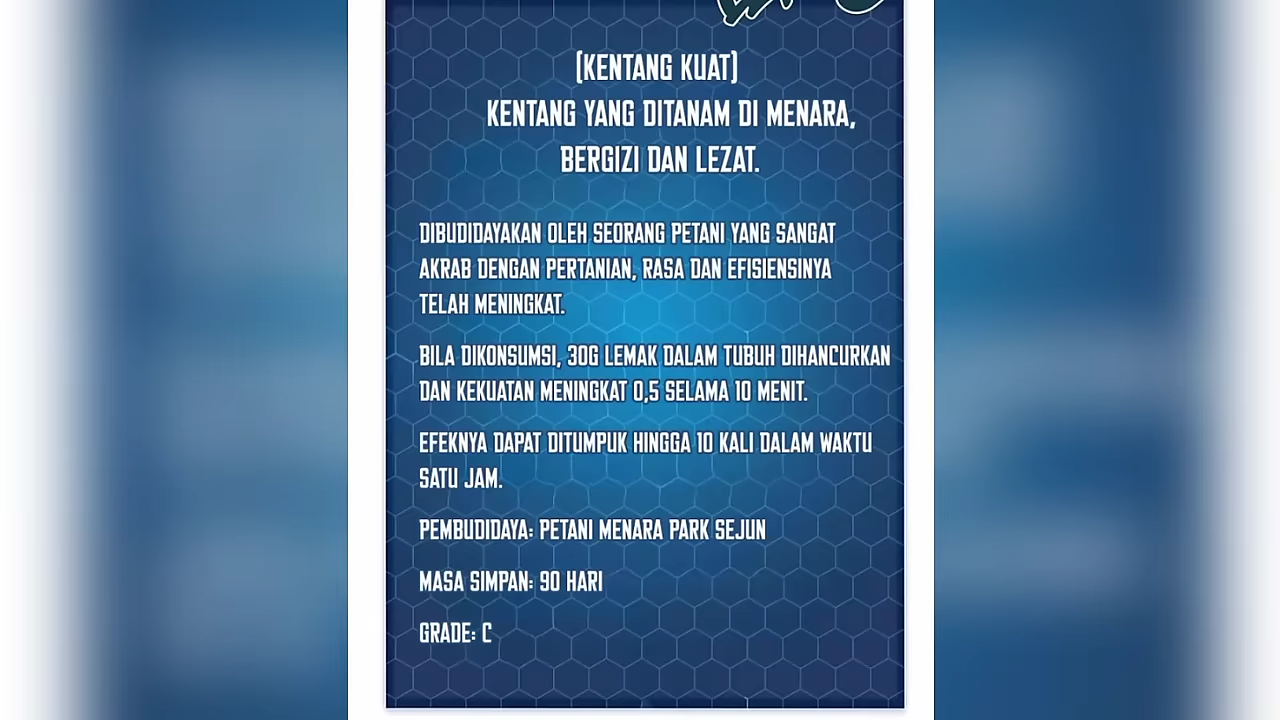 [KENTANG KUAT]
KENTANG YANG DITANAM DI MENARA,
BERGIZI DAN LEZAT.
DIBUDIDAYAKAN OLEH SEORANG PETANI YANG SANGAT
AKRAB DENGAN PERTANIAN, RASA DAN EFISIENSINYA
TELAH MENINGKAT.
BILA DIKONSUMSI, 30G LEMAK DALAM TUBUH DIHANCURKAN
DAN KEKUATAN MENINGKAT 0,5 SELAMA 10 MENIT.
EFEKNYA DAPAT DITUMPUK HINGGA 10 KALI DALAM WAKTU
SATU JAM.
PEMBUDIDAYA: PETANI MENARA PARK SEJUN
MASA SIMPAN: 90 HARI
GRADE: C